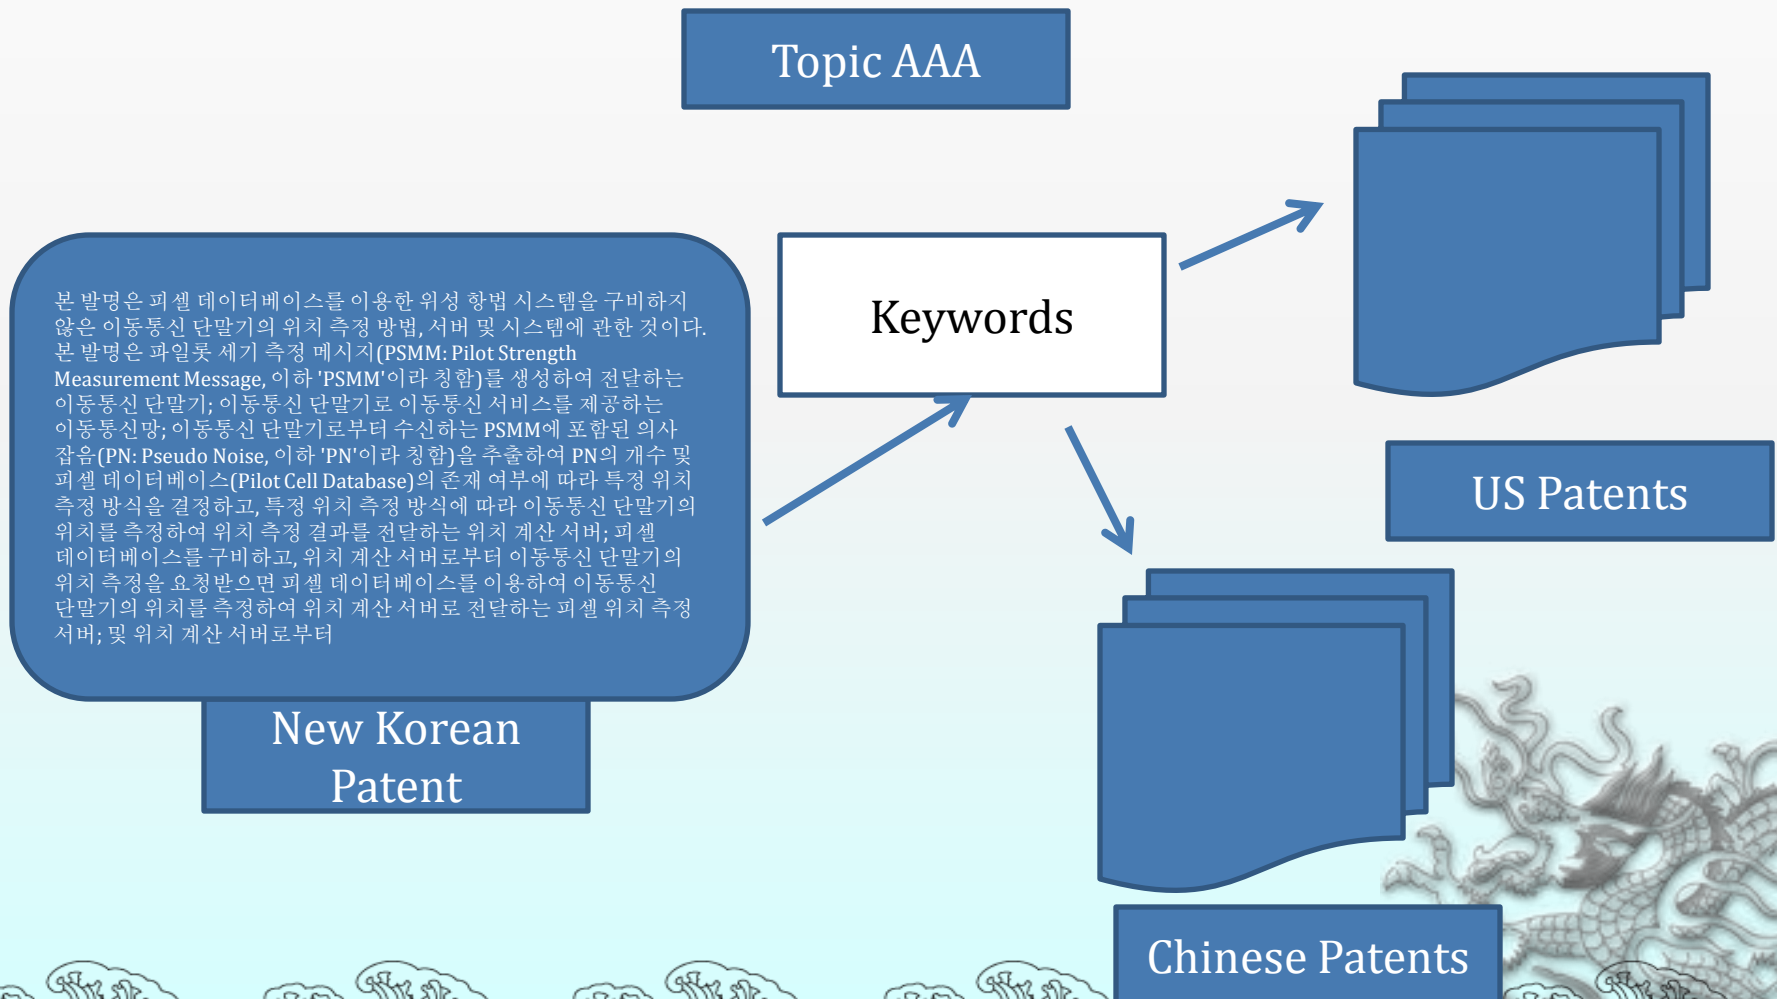 Topic AAA
본 발명은 피셀 데이터베이스를 이용한 위성 항법 시스템을 구비하지
않은 이동통신 단말기의 위치 측정 방법, 서버 및 시스템에 관한 것이다.
본 발명은 파일롯 세기 측정 메시지(PSMM: Pilot Strength
Measurement Message, 이하 'PSMM'이라 칭함)를 생성하여 전달하는
이동통신 단말기; 이동통신 단말기로 이동통신 서비스를 제공하는
이동통신망; 이동통신 단말기로부터 수신하는 PSMM에 포함된 의사
잡음(PN: Pseudo Noise, 이하 'PN'이라 칭함)을 추출하여 PN의 개수 및
피셀 데이터베이스(Pilot Cell Database)의 존재 여부에 따라 특정 위치
측정 방식을 결정하고, 특정 위치 측정 방식에 따라 이동통신 단말기의
위치를 측정하여 위치 측정 결과를 전달하는 위치 계산 서버; 피셀
데이터베이스를 구비하고, 위치 계산 서버로부터 이동통신 단말기의
위치 측정을 요청받으면 피셀 데이터베이스를 이용하여 이동통신
단말기의 위치를 측정하여 위치 계산 서버로 전달하는 피셀 위치 측정
서버; 및 위치 계산 서버로부터
New Korean
Patent
Keywords
US Patents
Chinese Patents